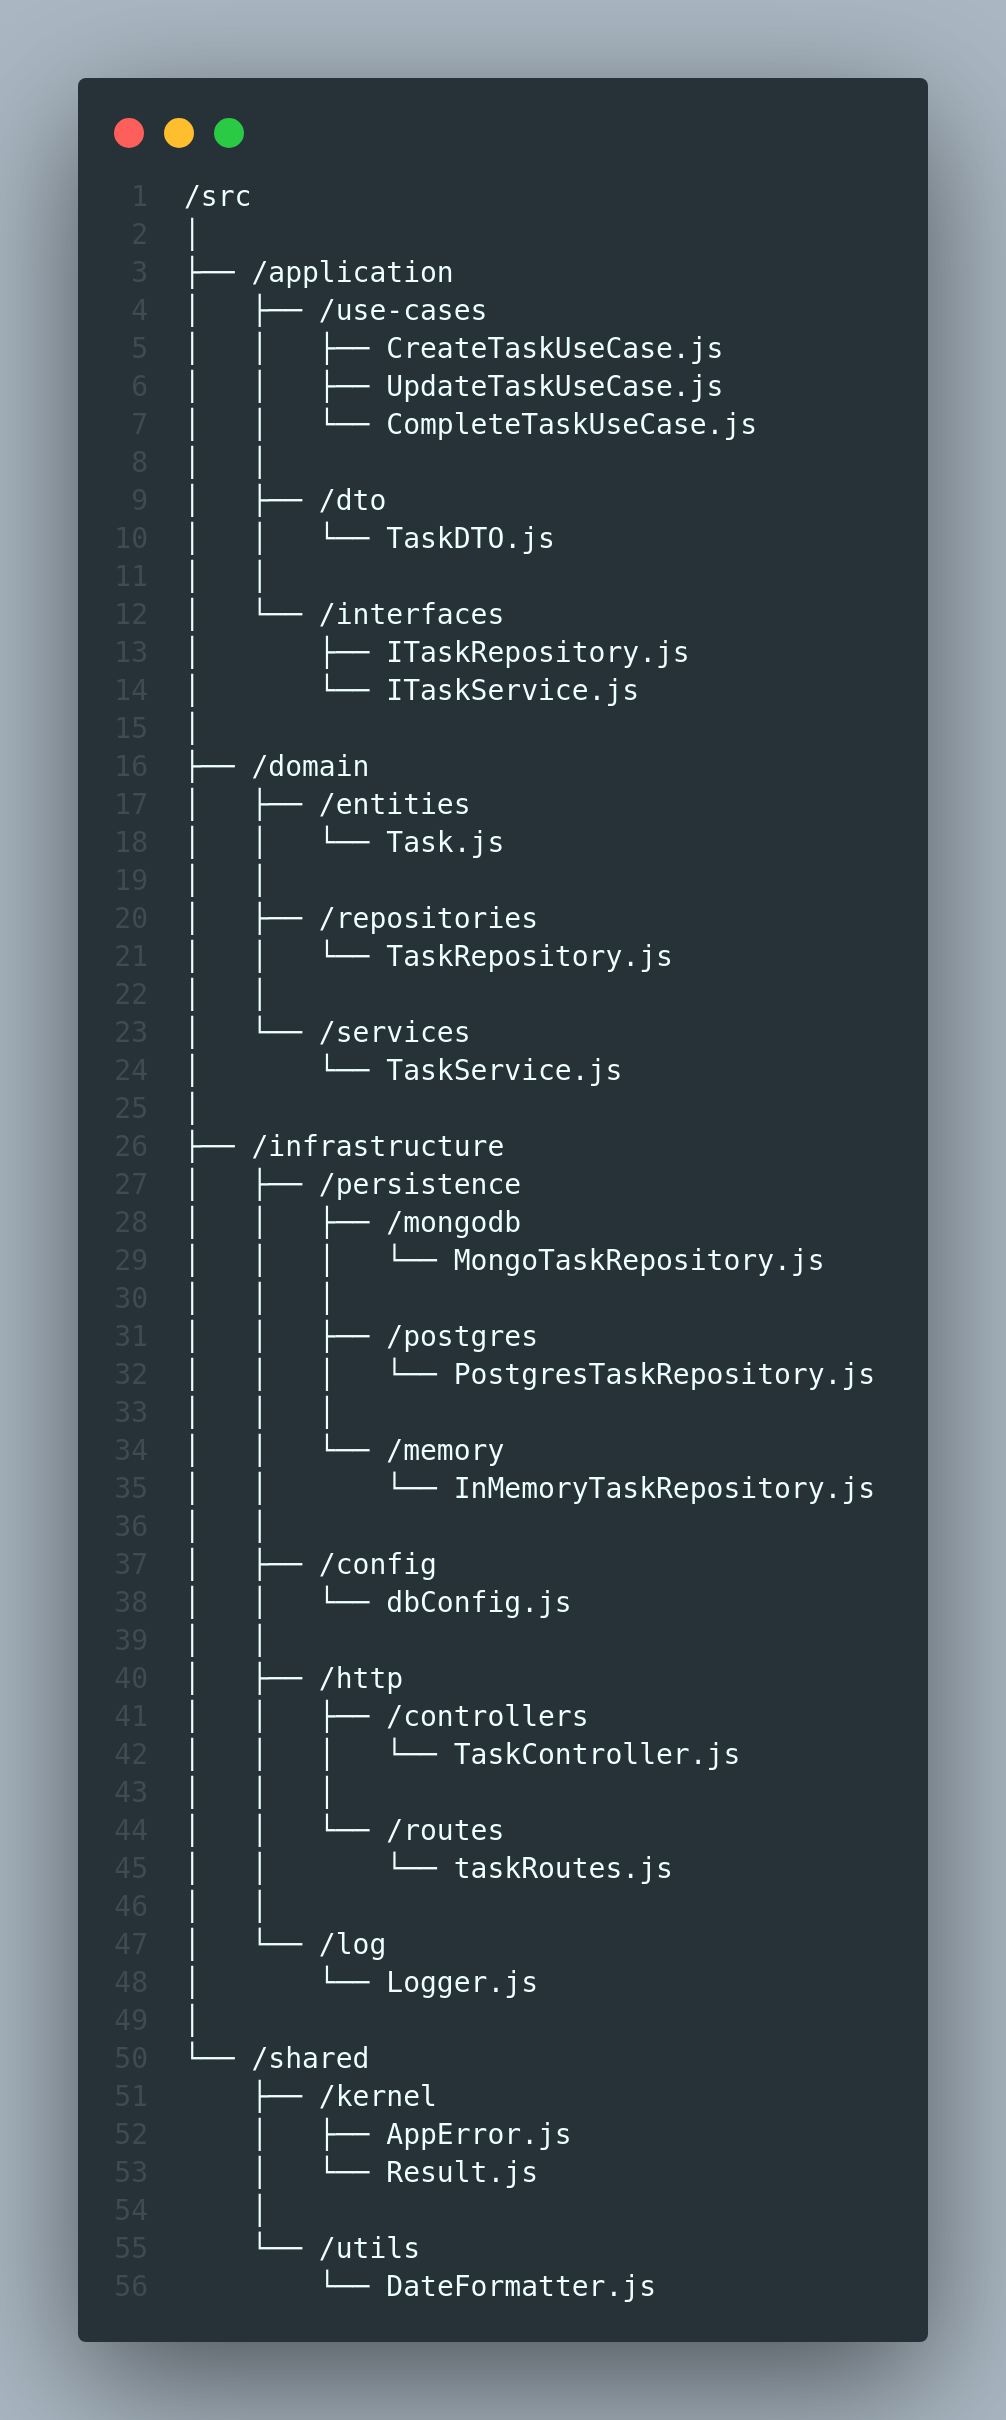 1 /src
2 │
3 ├── /application
4 │   ├── /use-cases
5 │   │   ├── CreateTaskUseCase.js
6 │   │   ├── UpdateTaskUseCase.js
7 │   │   └── CompleteTaskUseCase.js
8 │   │
9 │   ├── /dto
10 │   │   └── TaskDTO.js
11 │   │
12 │   └── /interfaces
13 │       ├── ITaskRepository.js
14 │       └── ITaskService.js
15 │
16 ├── /domain
17 │   ├── /entities
18 │   │   └── Task.js
19 │   │
20 │   ├── /repositories
21 │   │   └── TaskRepository.js
22 │   │
23 │   └── /services
24 │       └── TaskService.js
25 │
26 ├── /infrastructure
27 │   ├── /persistence
28 │   │   ├── /mongodb
29 │   │   │   └── MongoTaskRepository.js
30 │   │   │
31 │   │   ├── /postgres
32 │   │   │   └── PostgresTaskRepository.js
33 │   │   │
34 │   │   └── /memory
35 │   │       └── InMemoryTaskRepository.js
36 │   │
37 │   ├── /config
38 │   │   └── dbConfig.js
39 │   │
40 │   ├── /http
41 │   │   ├── /controllers
42 │   │   │   └── TaskController.js
43 │   │   │
44 │   │   └── /routes
45 │   │       └── taskRoutes.js
46 │   │
47 │   └── /log
48 │       └── Logger.js
49 │
50 └── /shared
51     ├── /kernel
52     │   ├── AppError.js
53     │   └── Result.js
54     │
55     └── /utils
56         └── DateFormatter.js